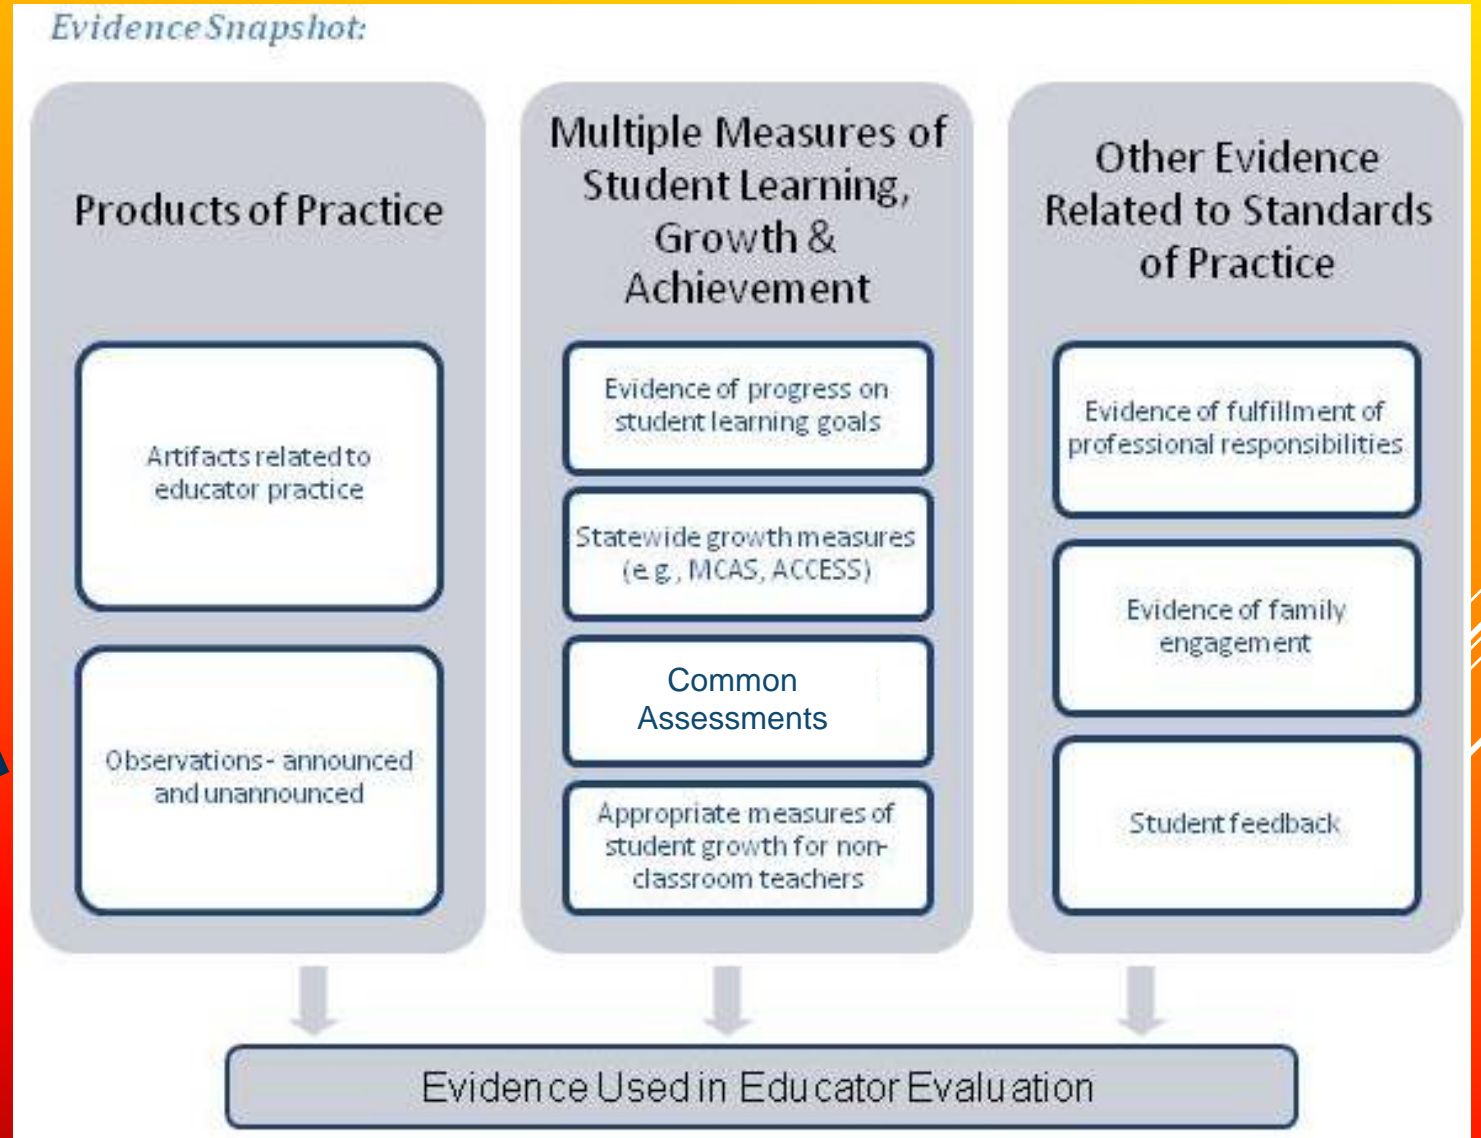 Evidence Snapshot:
Products of Practice
Artifacts related to
educator practice
Observations - announced
and unannounced
Multiple Measures of
Student Learning,
Growth &
Achievement
Evidence of progress on
student learning goals
Statewide growth measures
(e.g., MCAS, ACCESS)
Common
Assessments
Appropriate measures of
student growth for non-
classroom teachers
Other Evidence
Related to Standards
of Practice
Evidence of fulfillment of
professional responsibilities
Evidence of family
engagement
Student feedback
Evidence Used in Educator Evaluation